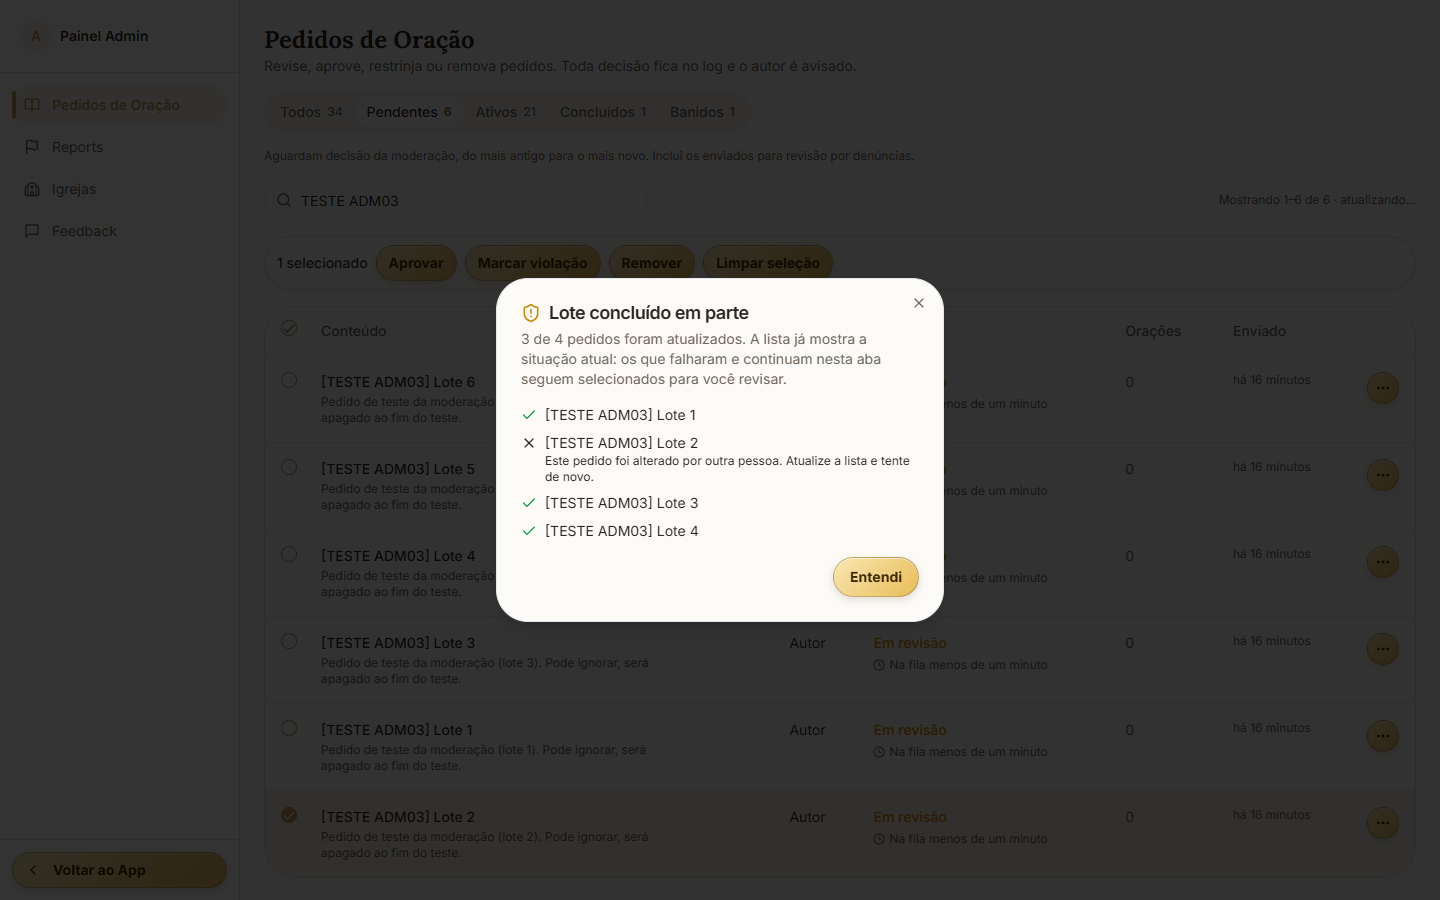 A
Painel Admin
Pedidos de Oração
Reports
Igrejas
Feedback
Voltar ao App
Pedidos de Oração
Revise, aprove, restrinja ou remova pedidos. Toda decisão fica no log e o autor é avisado.
Todos 34 Pendentes 6 Ativos 21 Concluídos 1 Banidos 1
Aguardam decisão da moderação, do mais antigo para o mais novo. Inclui os enviados para revisão por denúncias.
TESTE ADM03
Mostrando 1–6 de 6 · atualizando...
1 selecionado Aprovar Marcar violação Remover Limpar seleção
Conteúdo Orações Enviado
[TESTE ADM03] Lote 6 0 há 16 minutos
Pedido de teste da moderação nos de um minuto
apagado ao fim do teste.
[TESTE ADM03] Lote 5 0 há 16 minutos
Pedido de teste da moderação nos de um minuto
apagado ao fim do teste.
[TESTE ADM03] Lote 4 0 há 16 minutos
Pedido de teste da moderação nos de um minuto
apagado ao fim do teste.
[TESTE ADM03] Lote 3 Autor Em revisão 0 há 16 minutos
Pedido de teste da moderação (lote 3). Pode ignorar, será Na fila menos de um minuto
apagado ao fim do teste.
[TESTE ADM03] Lote 1 Autor Em revisão 0 há 16 minutos
Pedido de teste da moderação (lote 1). Pode ignorar, será Na fila menos de um minuto
apagado ao fim do teste.
[TESTE ADM03] Lote 2 Autor Em revisão 0 há 16 minutos
Pedido de teste da moderação (lote 2). Pode ignorar, será Na fila menos de um minuto
apagado ao fim do teste.
Lote concluído em parte
3 de 4 pedidos foram atualizados. A lista já mostra a
situação atual: os que falharam e continuam nesta aba
seguem selecionados para você revisar.
[TESTE ADM03] Lote 1
[TESTE ADM03] Lote 2
Este pedido foi alterado por outra pessoa. Atualize a lista e tente
de novo.
[TESTE ADM03] Lote 3
[TESTE ADM03] Lote 4
Entendi